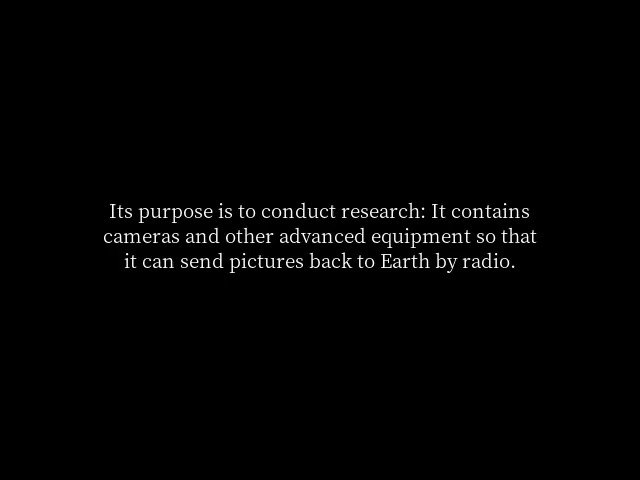 Its purpose is to conduct research: It contains
cameras and other advanced equipment so that
it can send pictures back to Earth by radio.